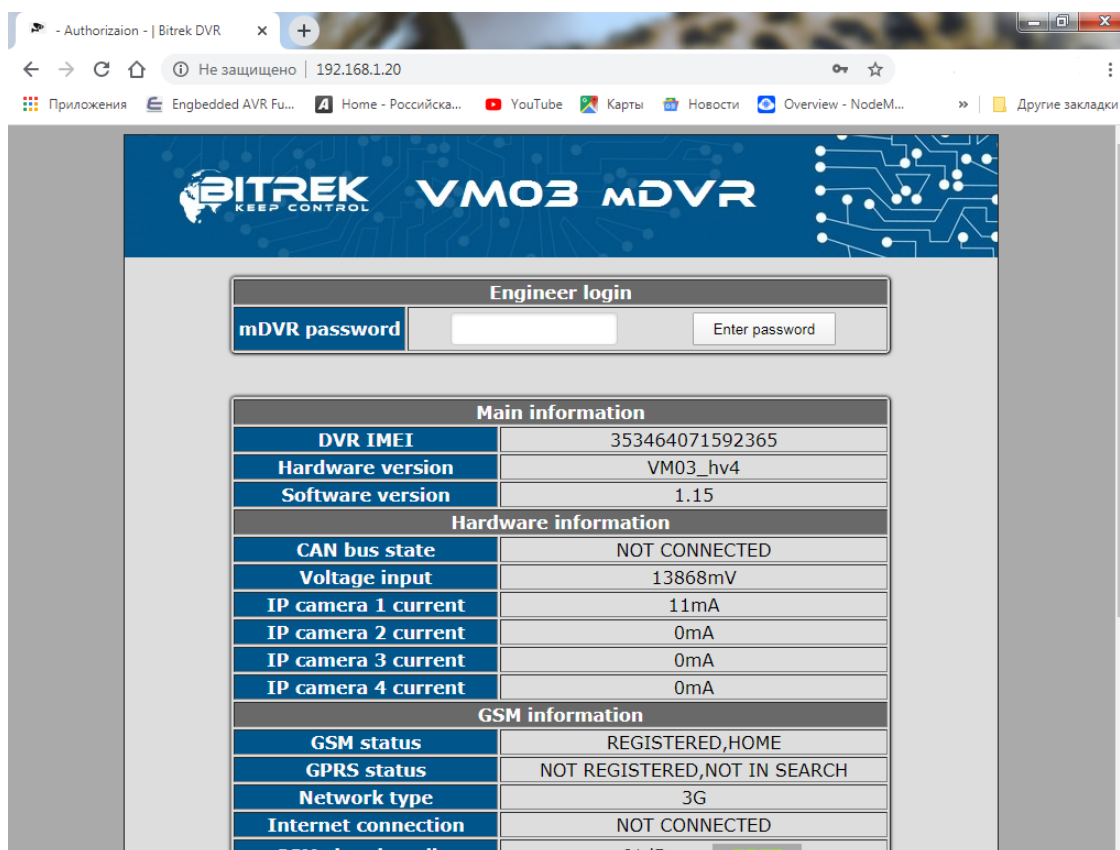 - Authorizaion - | Bitrek DVR
Не защищено | 192.168.1.20
Приложения Engbedded AVR Fu... Home - Российска... YouTube Карты Новости Overview - NodeM... » Другие закладки
BITREK VM03 mDVR
KEEP CONTROL
Engineer login
mDVR password Enter password
Main information
DVR IMEI 353464071592365
Hardware version VM03_hv4
Software version 1.15
Hardware information
CAN bus state NOT CONNECTED
Voltage input 13868mV
IP camera 1 current 11mA
IP camera 2 current 0mA
IP camera 3 current 0mA
IP camera 4 current 0mA
GSM information
GSM status REGISTERED,HOME
GPRS status NOT REGISTERED,NOT IN SEARCH
Network type 3G
Internet connection NOT CONNECTED